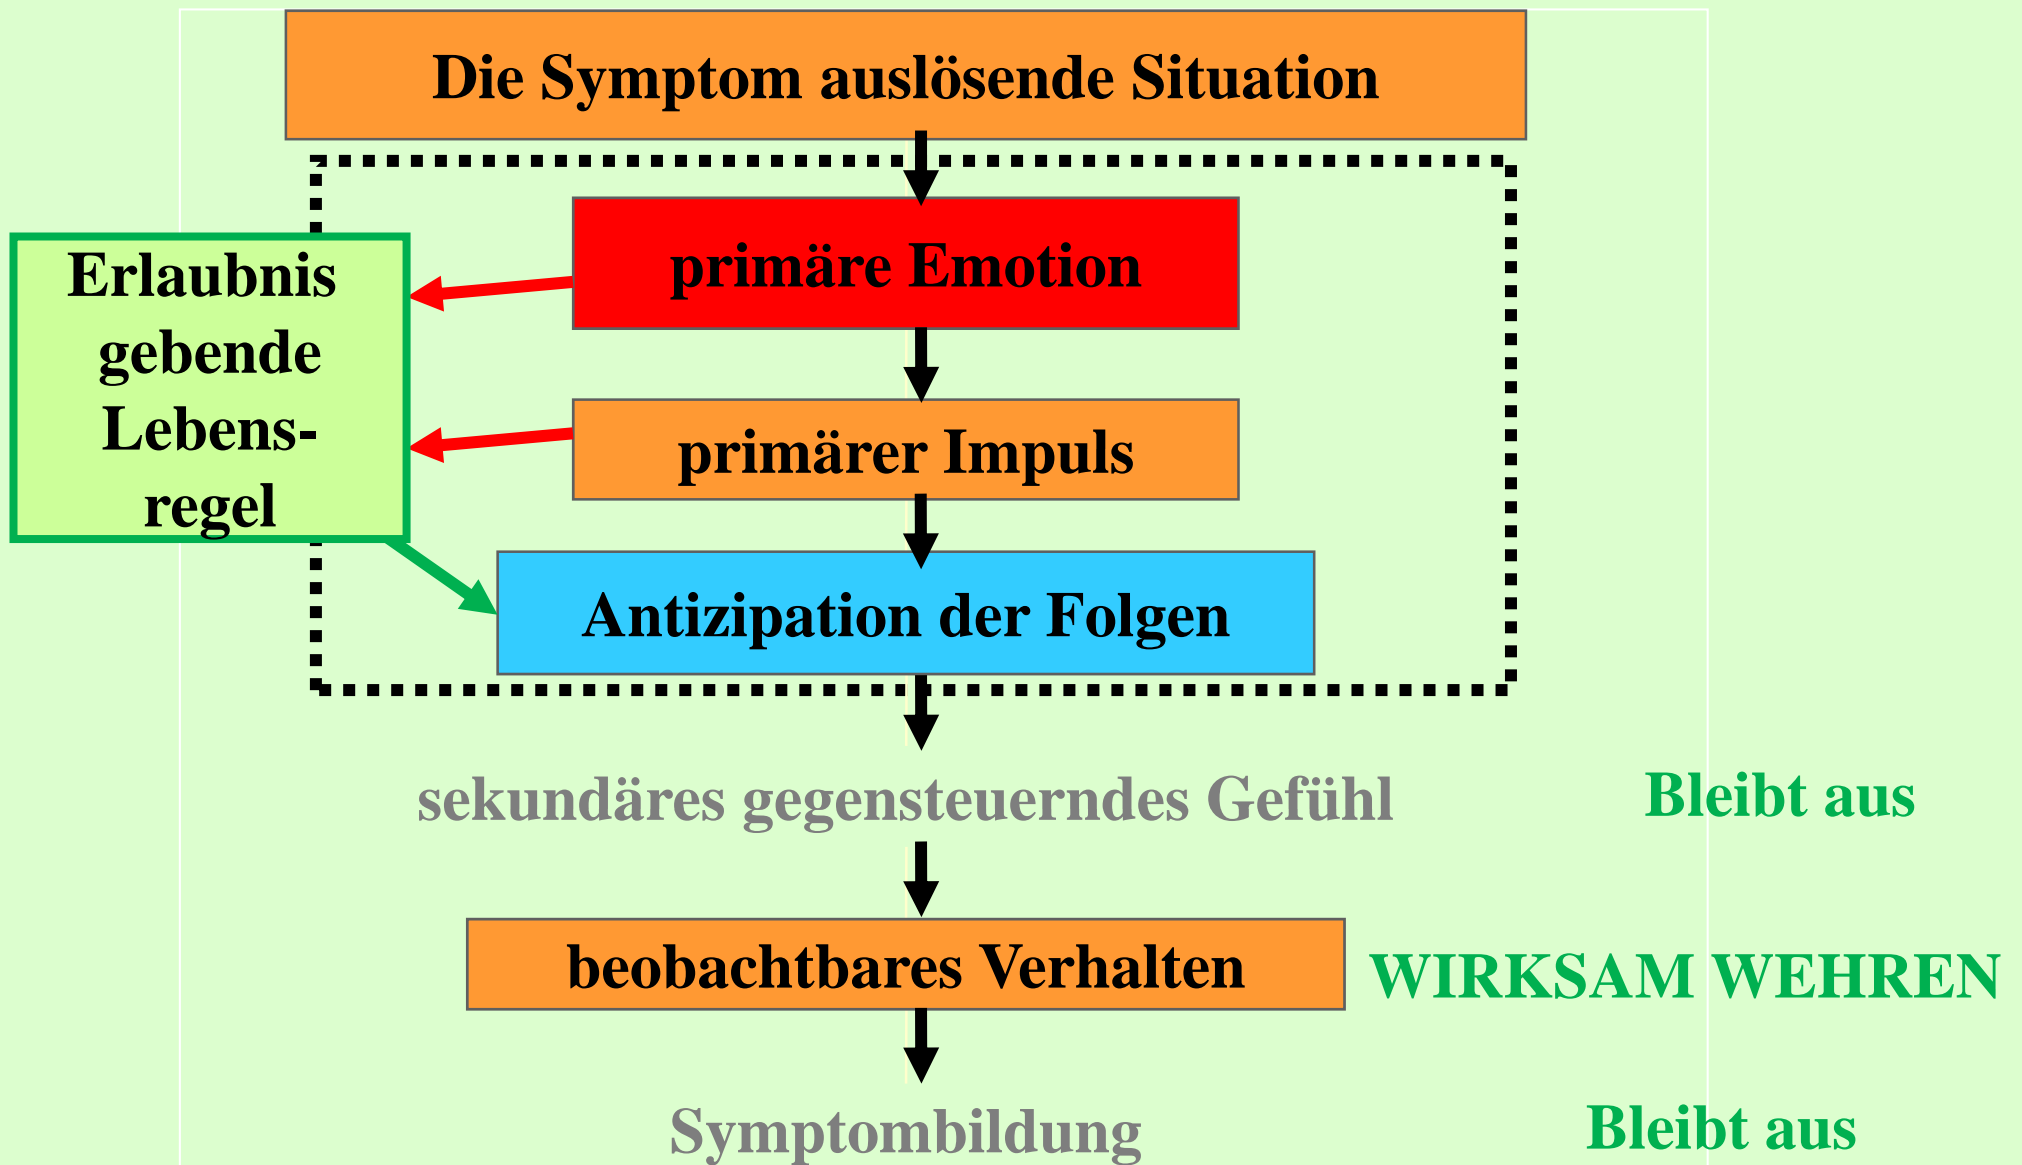 Die Symptom auslösende Situation
primäre Emotion
Erlaubnis
gebende
Lebens-
regel
primärer Impuls
Antizipation der Folgen
sekundäres gegensteuerndes Gefühl
Bleibt aus
beobachtbares Verhalten
WIRKSAM WEHREN
Symptombildung
Bleibt aus